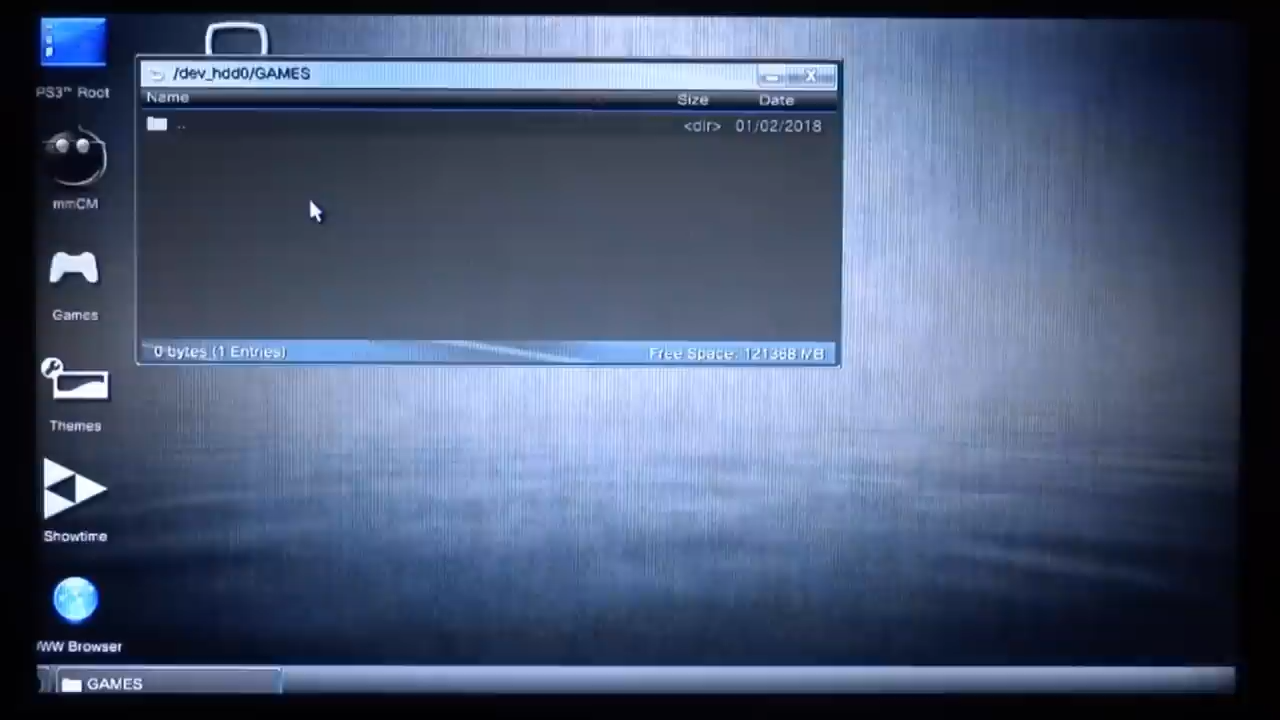 /dev_hdd0/GAMES
X
Name Size Date
.. <dir> 01/02/2018
0 bytes (1 Entries) Free Space: 121368 MB
PS3™ Root
mmCM
Games
Themes
Showtime
WW Browser
GAMES